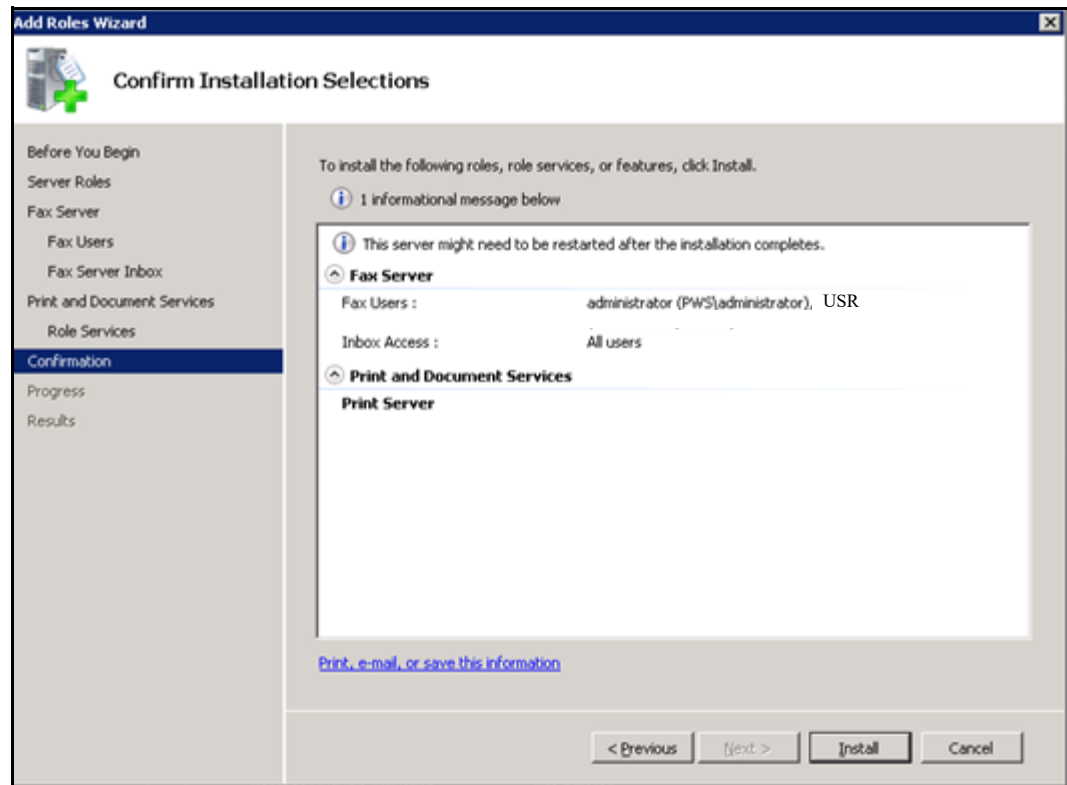 Add Roles Wizard
Confirm Installation Selections
Before You Begin
Server Roles
Fax Server
Fax Users
Fax Server Inbox
Print and Document Services
Role Services
Confirmation
Progress
Results
To install the following roles, role services, or features, click Install.
1 informational message below
This server might need to be restarted after the installation completes.
Fax Server
Fax Users : administrator (PWS\administrator), USR
Inbox Access : All users
Print and Document Services
Print Server
Print, e-mail, or save this information
< Previous Next > Install Cancel